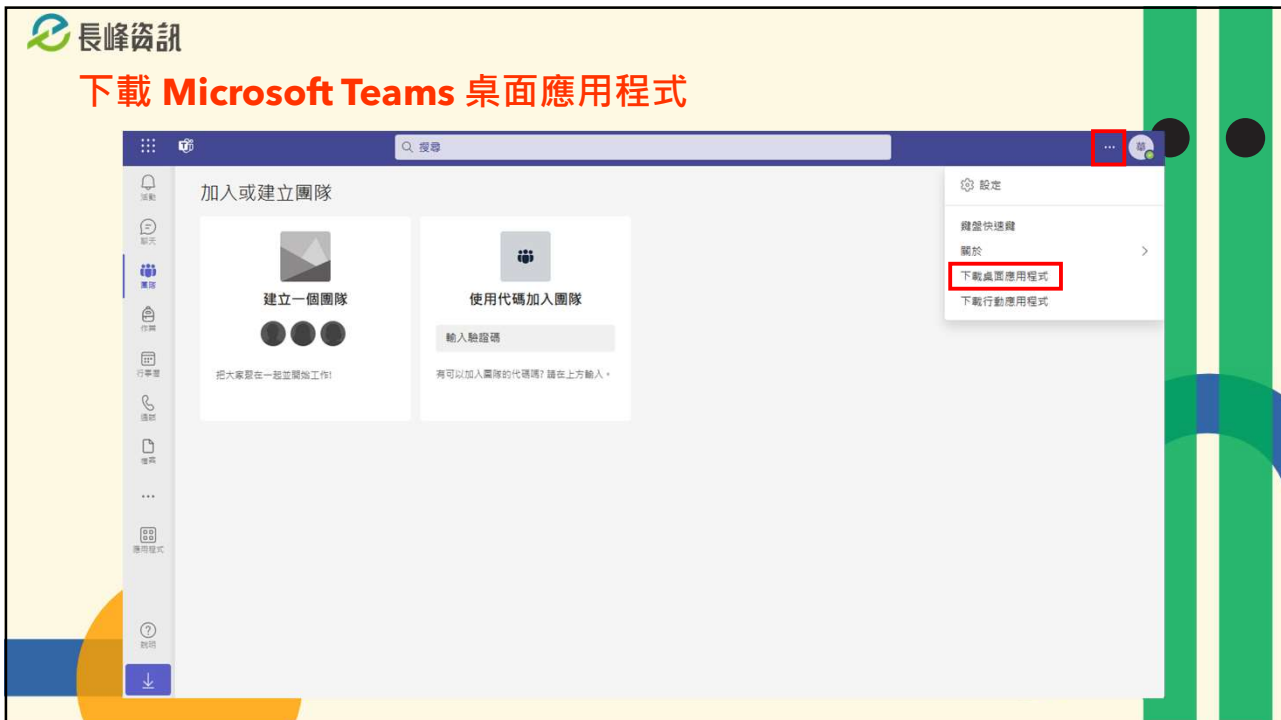 長峰資訊
下載 Microsoft Teams 桌面應用程式
搜尋
華
活動
聊天
團隊
作業
行事曆
通話
檔案
應用程式
說明
加入或建立團隊
建立一個團隊
把大家聚在一起並開始工作!
使用代碼加入團隊
輸入驗證碼
有可以加入團隊的代碼嗎? 請在上方輸入。
設定
鍵盤快速鍵
關於
下載桌面應用程式
下載行動應用程式